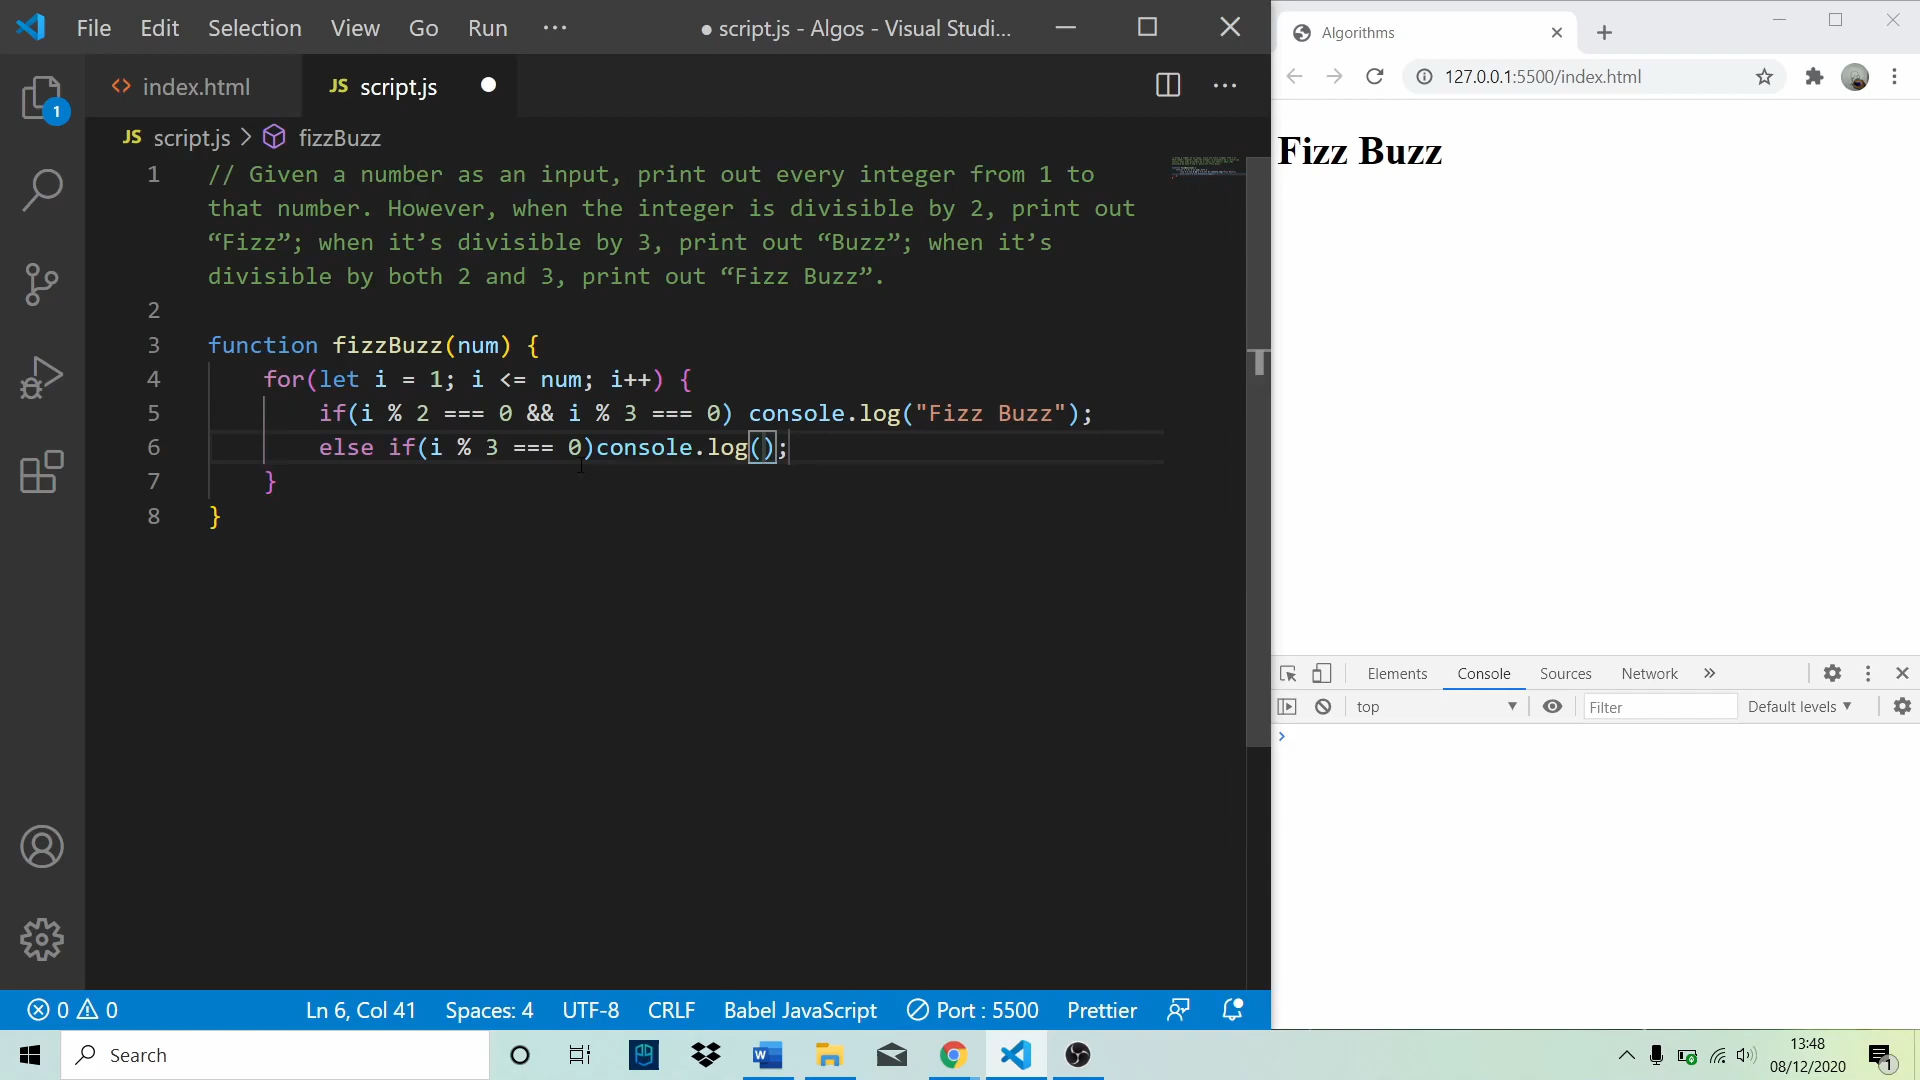 File Edit Selection View Go Run ··· ● script.js - Algos - Visual Studi...
index.html JS script.js
JS script.js > fizzBuzz
1 // Given a number as an input, print out every integer from 1 to
that number. However, when the integer is divisible by 2, print out
“Fizz”; when it’s divisible by 3, print out “Buzz”; when it’s
divisible by both 2 and 3, print out “Fizz Buzz”.
2
3 function fizzBuzz(num) {
4 for(let i = 1; i <= num; i++) {
5 if(i % 2 === 0 && i % 3 === 0) console.log("Fizz Buzz");
6 else if(i % 3 === 0)console.log();
7 }
8 }
1
0 0 Ln 6, Col 41 Spaces: 4 UTF-8 CRLF Babel JavaScript Port : 5500 Prettier
Algorithms
127.0.0.1:5500/index.html
Fizz Buzz
Elements Console Sources Network
top Filter Default levels
Search
13:48
08/12/2020
1